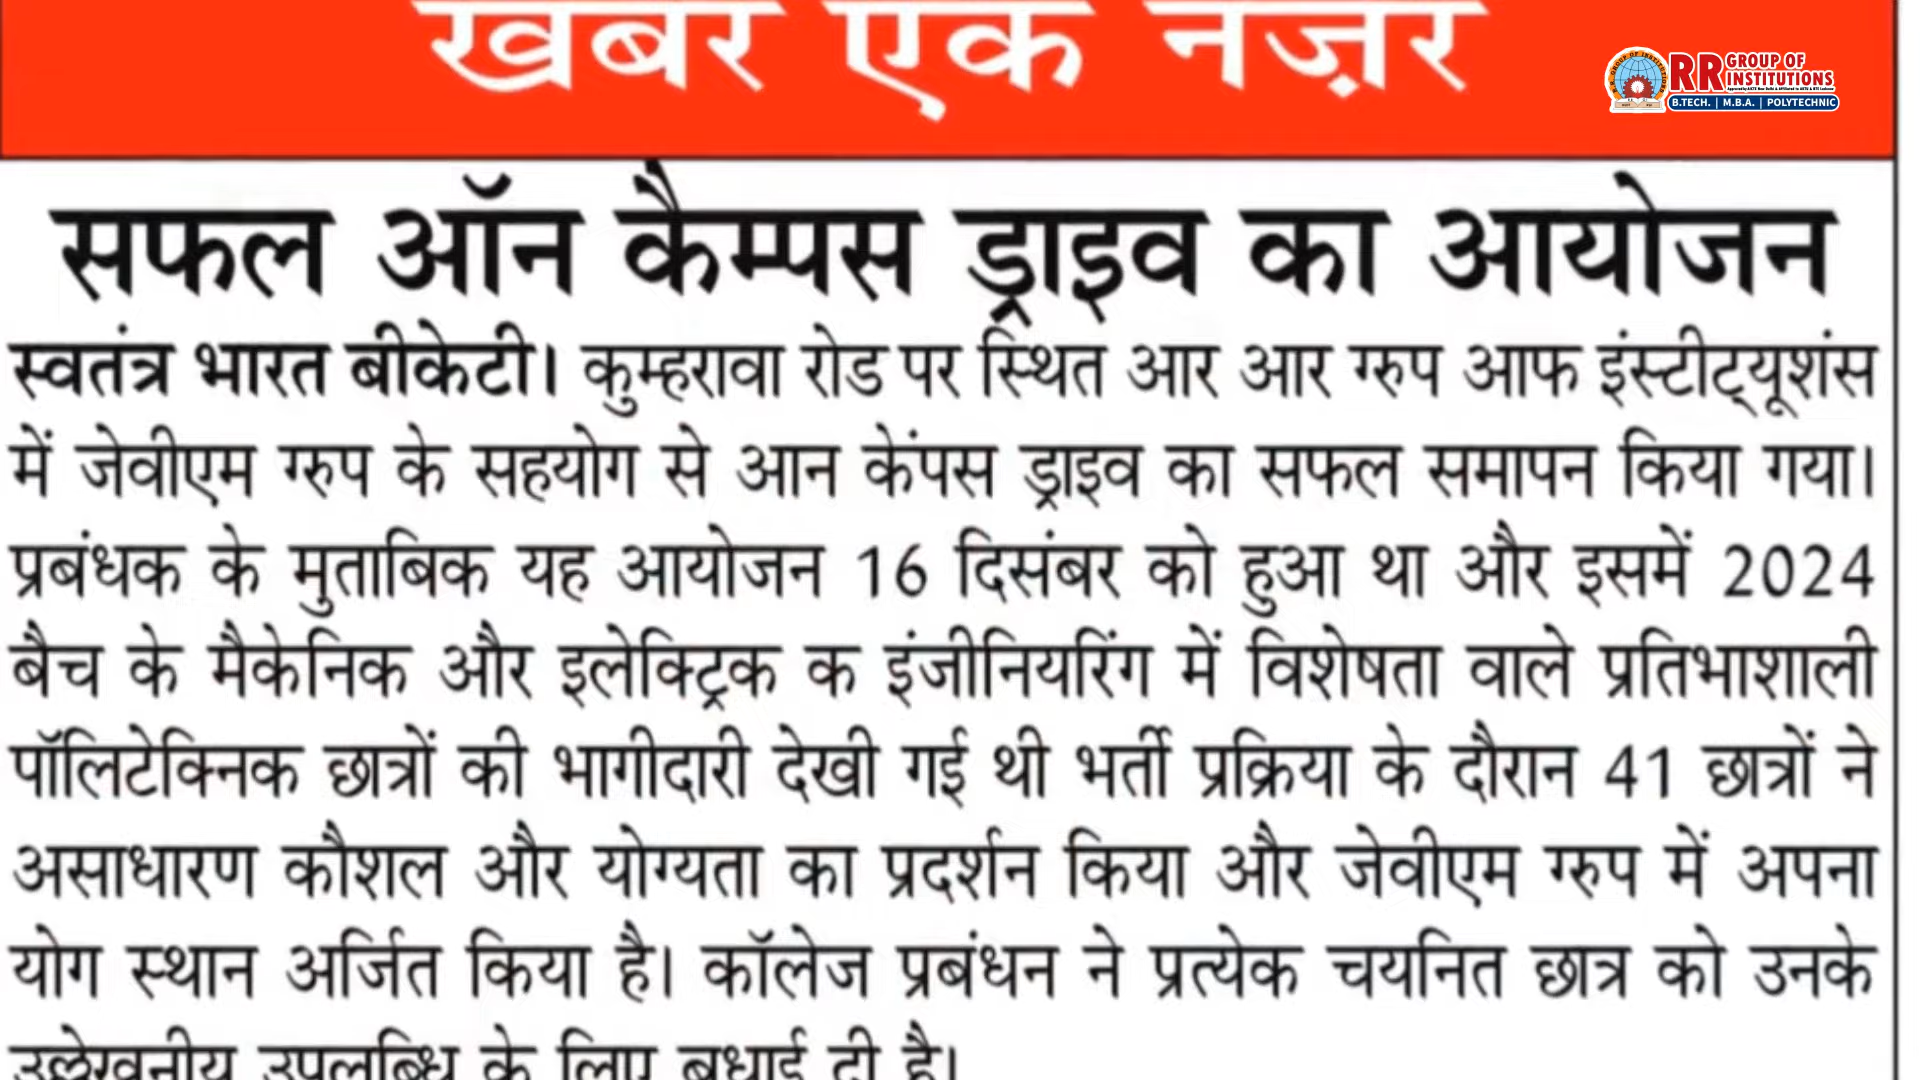 खबर एक नज़र
RR GROUP OF INSTITUTIONS
B.TECH. | M.B.A. | POLYTECHNIC
सफल ऑन कैम्पस ड्राइव का आयोजन
स्वतंत्र भारत बीकेटी। कुम्हरावा रोड पर स्थित आर आर ग्रुप आफ इंस्टीट्यूशंस
में जेवीएम ग्रुप के सहयोग से आन केंपस ड्राइव का सफल समापन किया गया।
प्रबंधक के मुताबिक यह आयोजन 16 दिसंबर को हुआ था और इसमें 2024
बैच के मैकेनिक और इलेक्ट्रिक क इंजीनियरिंग में विशेषता वाले प्रतिभाशाली
पॉलिटेक्निक छात्रों की भागीदारी देखी गई थी भर्ती प्रक्रिया के दौरान 41 छात्रों ने
असाधारण कौशल और योग्यता का प्रदर्शन किया और जेवीएम ग्रुप में अपना
योग स्थान अर्जित किया है। कॉलेज प्रबंधन ने प्रत्येक चयनित छात्र को उनके
उल्लेखनीय उपलब्धि के लिए बधाई दी है।